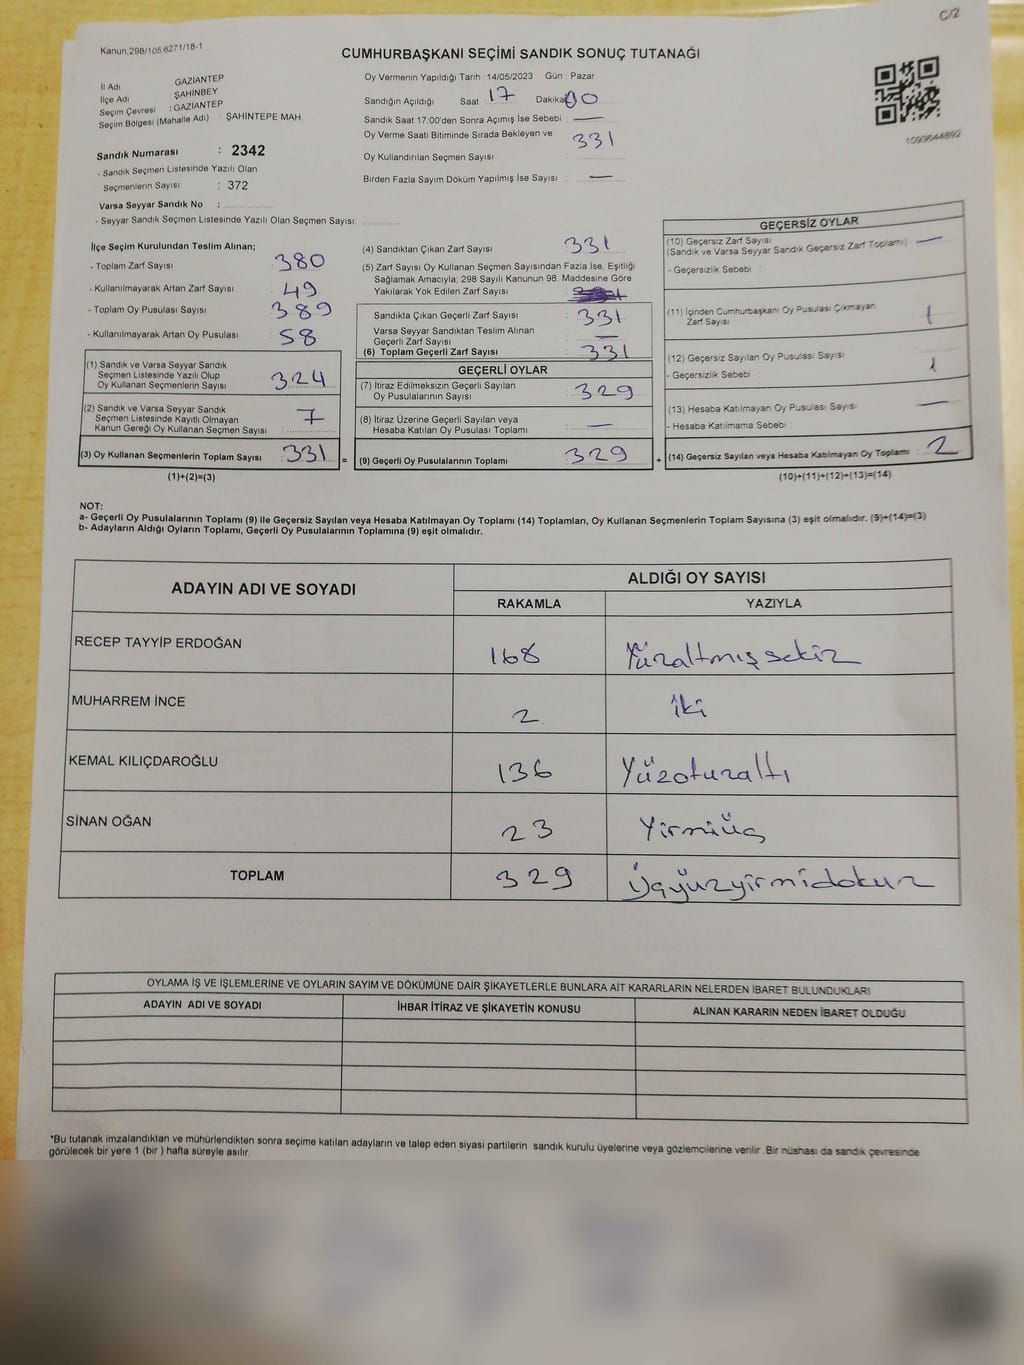 C/2
Kanun,298/105,6271/18-1
CUMHURBAŞKANI SEÇİMİ SANDIK SONUÇ TUTANAĞI
İl Adı : GAZİANTEP
İlçe Adı : ŞAHİNBEY
Seçim Çevresi : GAZİANTEP
Seçim Bölgesi (Mahalle Adı) : ŞAHİNTEPE MAH.
Oy Vermenin Yapıldığı Tarih : 14/05/2023 Gün : Pazar
Sandığın Açıldığı Saat 17 Dakika 00
Sandık Saat 17:00'den Sonra Açımış İse Sebebi : —
Oy Verme Saati Bitiminde Sırada Bekleyen ve
Oy Kullandırılan Seçmen Sayısı : 331
Birden Fazla Sayım Döküm Yapılmış İse Sayısı : —
1093644892
Sandık Numarası : 2342
- Sandık Seçmen Listesinde Yazılı Olan
Seçmenlerin Sayısı : 372
Varsa Seyyar Sandık No :
- Seyyar Sandık Seçmen Listesinde Yazılı Olan Seçmen Sayısı:
İlçe Seçim Kurulundan Teslim Alınan;
- Toplam Zarf Sayısı : 380
- Kullanılmayarak Artan Zarf Sayısı : 49
- Toplam Oy Pusulası Sayısı : 389
- Kullanılmayarak Artan Oy Pusulası : 58
(1) Sandık ve Varsa Seyyar Sandık
Seçmen Listesinde Yazılı Olup
Oy Kullanan Seçmenlerin Sayısı : 324
(2) Sandık ve Varsa Seyyar Sandık
Seçmen Listesinde Kayıtlı Olmayan
Kanun Gereği Oy Kullanan Seçmen Sayısı : 7
(3) Oy Kullanan Seçmenlerin Toplam Sayısı : 331 =
(1)+(2)=(3)
(4) Sandıktan Çıkan Zarf Sayısı : 331
(5) Zarf Sayısı Oy Kullanan Seçmen Sayısından Fazla İse, Eşitliği
Sağlamak Amacıyla; 298 Sayılı Kanunun 98. Maddesine Göre
Yakılarak Yok Edilen Zarf Sayısı :
Sandıkta Çıkan Geçerli Zarf Sayısı : 331
Varsa Seyyar Sandıktan Teslim Alınan
Geçerli Zarf Sayısı : —
(6) Toplam Geçerli Zarf Sayısı : 331
GEÇERLİ OYLAR
(7) İtiraz Edilmeksizin Geçerli Sayılan
Oy Pusulalarının Sayısı : 329
(8) İtiraz Üzerine Geçerli Sayılan veya
Hesaba Katılan Oy Pusulası Toplamı : —
(9) Geçerli Oy Pusulalarının Toplamı : 329 +
GEÇERSİZ OYLAR
(10) Geçersiz Zarf Sayısı : —
(Sandık ve Varsa Seyyar Sandık Geçersiz Zarf Toplamı)
- Geçersizlik Sebebi :
(11) İçinden Cumhurbaşkanı Oy Pusulası Çıkmayan
Zarf Sayısı : 1
(12) Geçersiz Sayılan Oy Pusulası Sayısı : 1
- Geçersizlik Sebebi :
(13) Hesaba Katılmayan Oy Pusulası Sayısı : —
- Hesaba Katılmama Sebebi :
(14) Geçersiz Sayılan veya Hesaba Katılmayan Oy Toplamı : 2
(10)+(11)+(12)+(13)=(14)
NOT:
a- Geçerli Oy Pusulalarının Toplamı (9) ile Geçersiz Sayılan veya Hesaba Katılmayan Oy Toplamı (14) Toplamları, Oy Kullanan Seçmenlerin Toplam Sayısına (3) eşit olmalıdır. (9)+(14)=(3)
b- Adayların Aldığı Oyların Toplamı, Geçerli Oy Pusulalarının Toplamına (9) eşit olmalıdır.
ADAYIN ADI VE SOYADI ALDIĞI OY SAYISI
RAKAMLA YAZIYLA
RECEP TAYYİP ERDOĞAN 168 Yüzaltmışsekiz
MUHARREM İNCE 2 iki
KEMAL KILIÇDAROĞLU 136 Yüzotuzaltı
SİNAN OĞAN 23 Yirmiüç
TOPLAM 329 Üçyüzyirmidokuz
OYLAMA İŞ VE İŞLEMLERİNE VE OYLARIN SAYIM VE DÖKÜMÜNE DAİR ŞİKAYETLERLE BUNLARA AİT KARARLARIN NELERDEN İBARET BULUNDUKLARI
ADAYIN ADI VE SOYADI İHBAR İTİRAZ VE ŞİKAYETİN KONUSU ALINAN KARARIN NEDEN İBARET OLDUĞU
*Bu tutanak imzalandıktan ve mühürlendikten sonra seçime katılan adayların ve talep eden siyasi partilerin sandık kurulu üyelerine veya gözlemcilerine verilir .Bir nüshası da sandık çevresinde
görülecek bir yere 1 (bir ) hafta süreyle asılır.